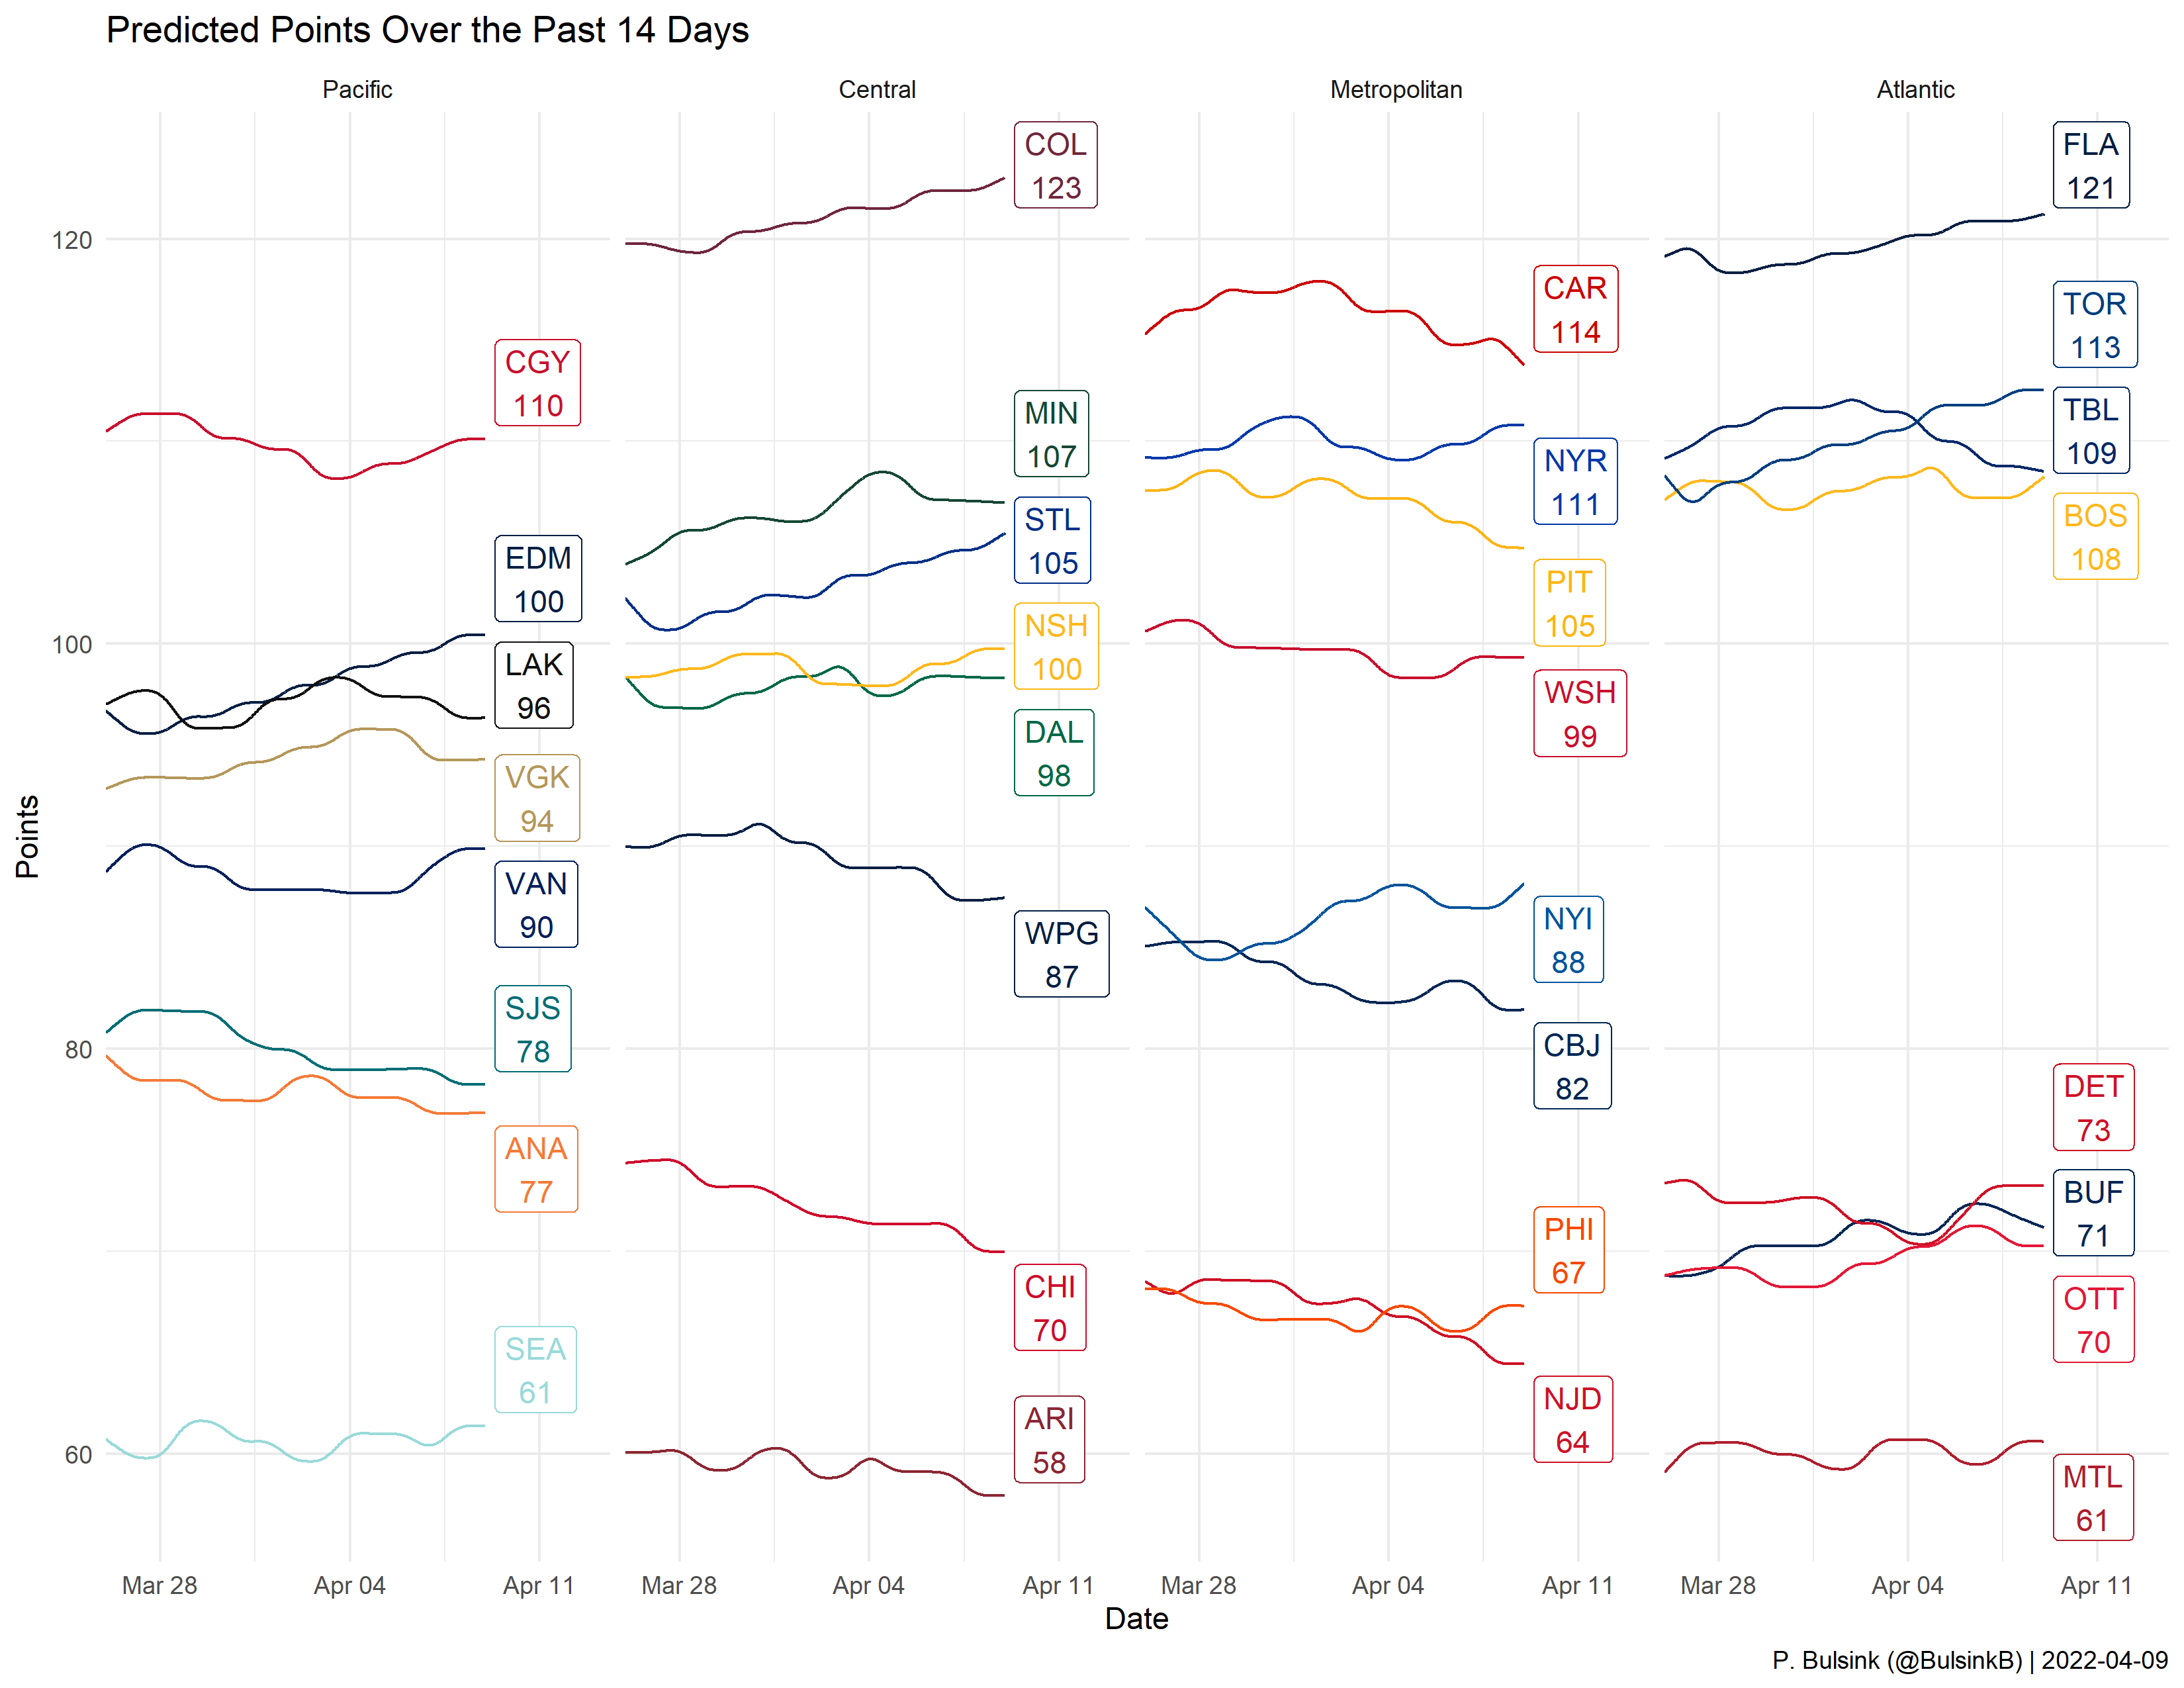 Predicted Points Over the Past 14 Days
Pacific
Central
Metropolitan
Atlantic
Points
120
100
80
60
CGY
110
EDM
100
LAK
96
VGK
94
VAN
90
SJS
78
ANA
77
SEA
61
COL
123
MIN
107
STL
105
NSH
100
DAL
98
WPG
87
CHI
70
ARI
58
CAR
114
NYR
111
PIT
105
WSH
99
NYI
88
CBJ
82
PHI
67
NJD
64
FLA
121
TOR
113
TBL
109
BOS
108
DET
73
BUF
71
OTT
70
MTL
61
Mar 28 Apr 04 Apr 11
Mar 28 Apr 04 Apr 11
Mar 28 Apr 04 Apr 11
Mar 28 Apr 04 Apr 11
Date
P. Bulsink (@BulsinkB) | 2022-04-09